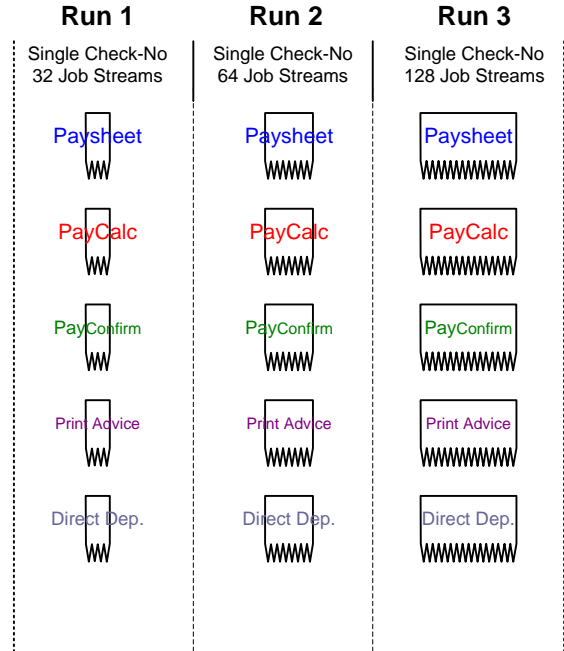 Run 1
Run 2
Run 3
Single Check-No
32 Job Streams
Single Check-No
64 Job Streams
Single Check-No
128 Job Streams
Paysheet
Paysheet
Paysheet
PayCalc
PayCalc
PayCalc
PayConfirm
PayConfirm
PayConfirm
Print Advice
Print Advice
Print Advice
Direct Dep.
Direct Dep.
Direct Dep.